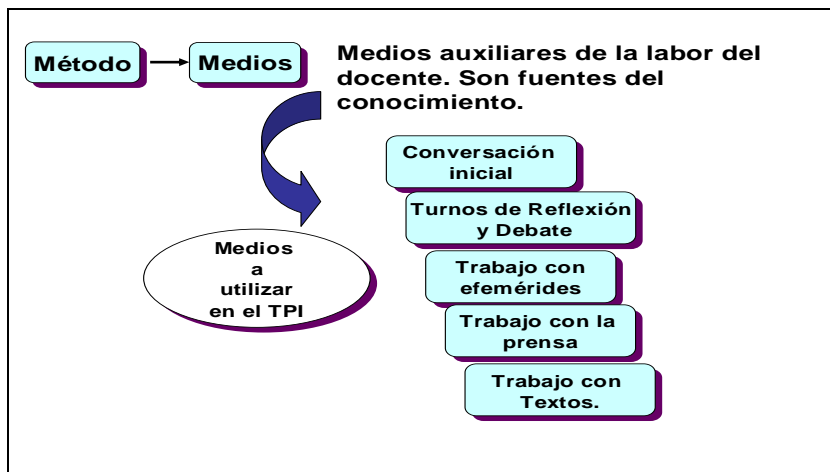 Método
Medios
Medios auxiliares de la labor del
docente. Son fuentes del
conocimiento.
Conversación
inicial
Turnos de Reflexión
y Debate
Trabajo con
efemérides
Trabajo con la
prensa
Trabajo con
Textos.
Medios
a
utilizar
en el TPI